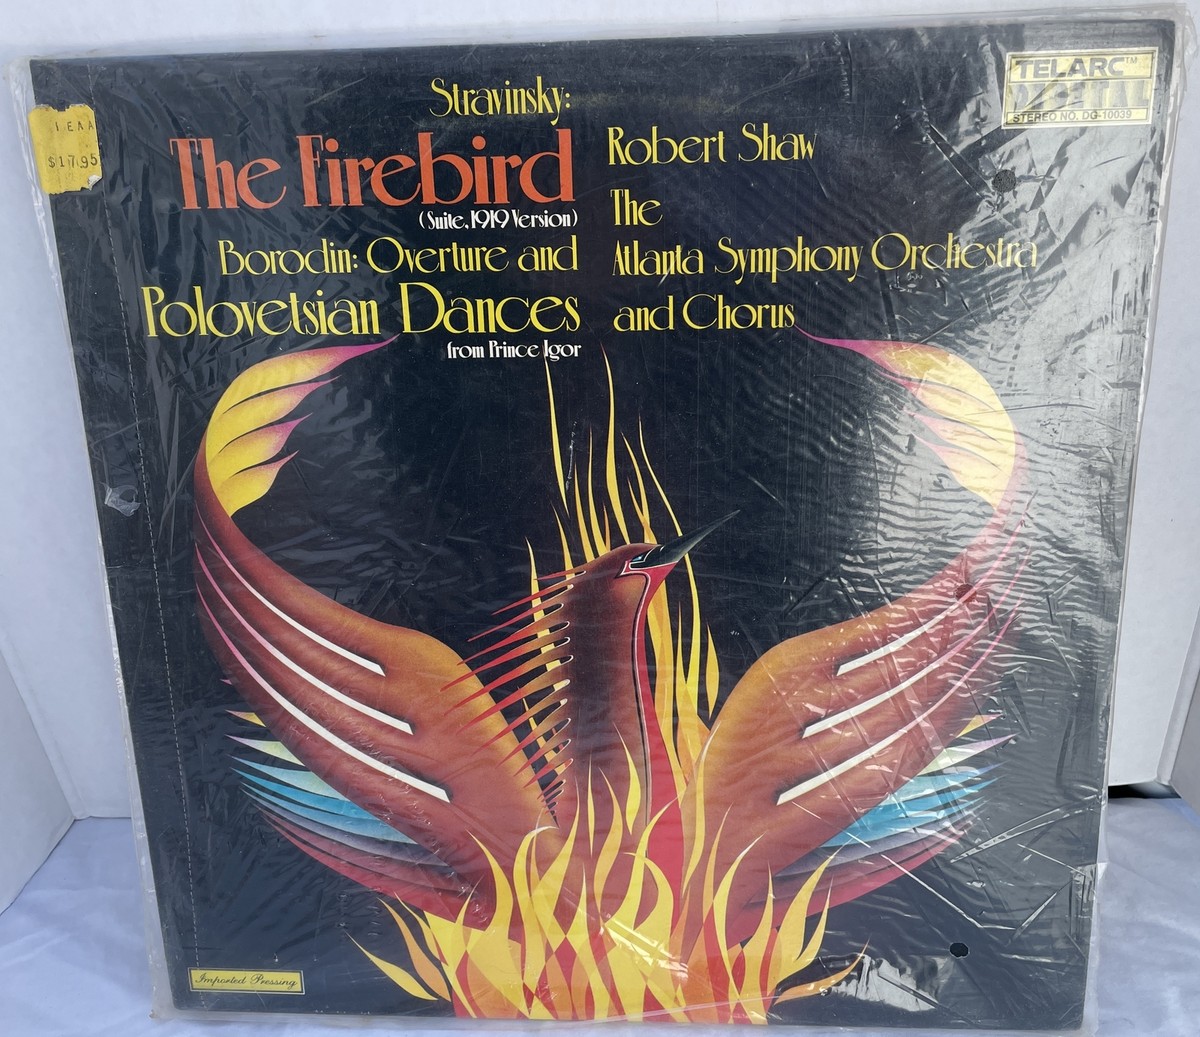 Stravinsky:
The Firebird
(Suite, 1919 Version)
Borodin: Overture and
Polovetsian Dances
from Prince Igor
Robert Shaw
The
Atlanta Symphony Orchestra
and Chorus
TELARC™
DIGITAL
STEREO NO. DG-10039
$17.95
Imported Pressing